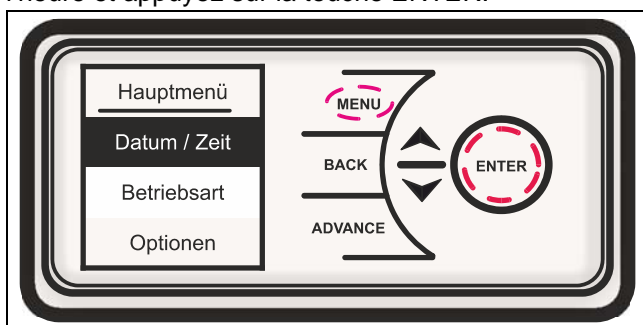 l'heure et appuyez sur la touche ENTER.
Hauptmenü
Datum / Zeit
Betriebsart
Optionen
MENU
BACK
ADVANCE
ENTER